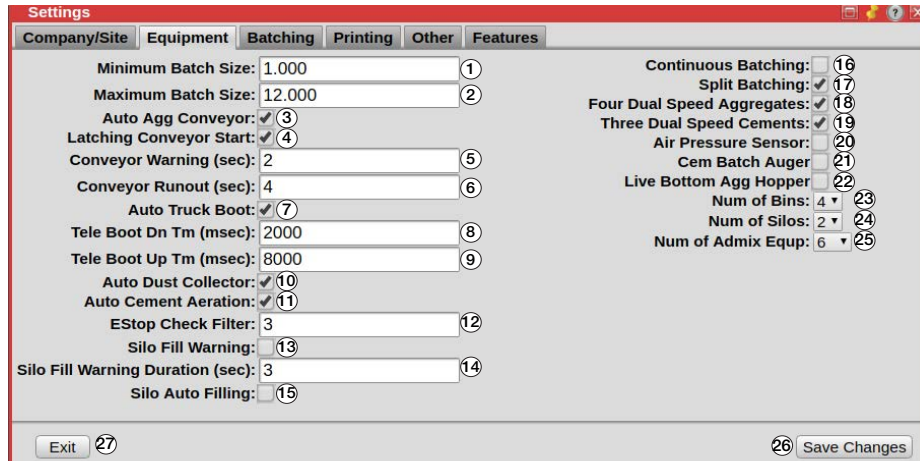 Settings
Company/Site Equipment Batching Printing Other Features
Minimum Batch Size: 1.000 1
Maximum Batch Size: 12.000 2
Auto Agg Conveyor: 3
Latching Conveyor Start: 4
Conveyor Warning (sec): 2 5
Conveyor Runout (sec): 4 6
Auto Truck Boot: 7
Tele Boot Dn Tm (msec): 2000 8
Tele Boot Up Tm (msec): 8000 9
Auto Dust Collector: 10
Auto Cement Aeration: 11
EStop Check Filter: 3 12
Silo Fill Warning: 13
Silo Fill Warning Duration (sec): 3 14
Silo Auto Filling: 15
Continuous Batching: 16
Split Batching: 17
Four Dual Speed Aggregates: 18
Three Dual Speed Cements: 19
Air Pressure Sensor: 20
Cem Batch Auger 21
Live Bottom Agg Hopper 22
Num of Bins: 4 23
Num of Silos: 2 24
Num of Admix Equp: 6 25
Exit 27
26 Save Changes